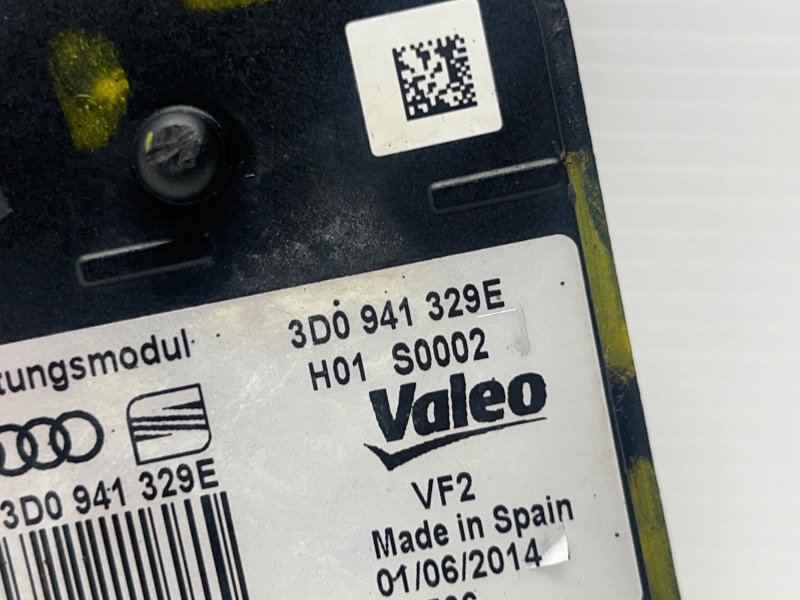 3D0 941 329E
H01 S0002
Valeo
VF2
Made in Spain
01/06/2014
tungsmodul
3D0 941 329E